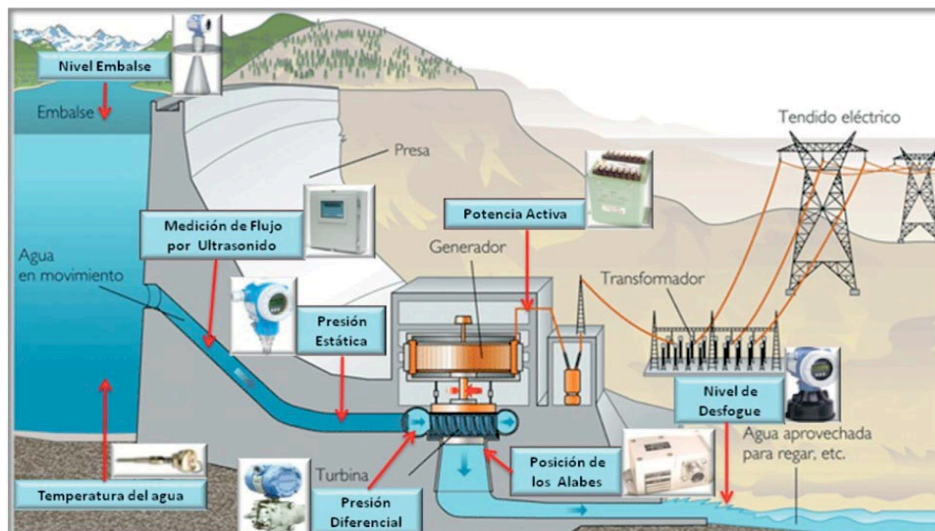 Nivel Embalse
Embalse
Tendido eléctrico
Presa
Medición de Flujo
por Ultrasonido
Potencia Activa
Generador
Agua
en movimiento
Transformador
Presión
Estática
Nivel de
Desfogue
Agua aprovechada
para regar, etc.
Turbina
Posición de
los Alabes
Temperatura del agua
Presión
Diferencial